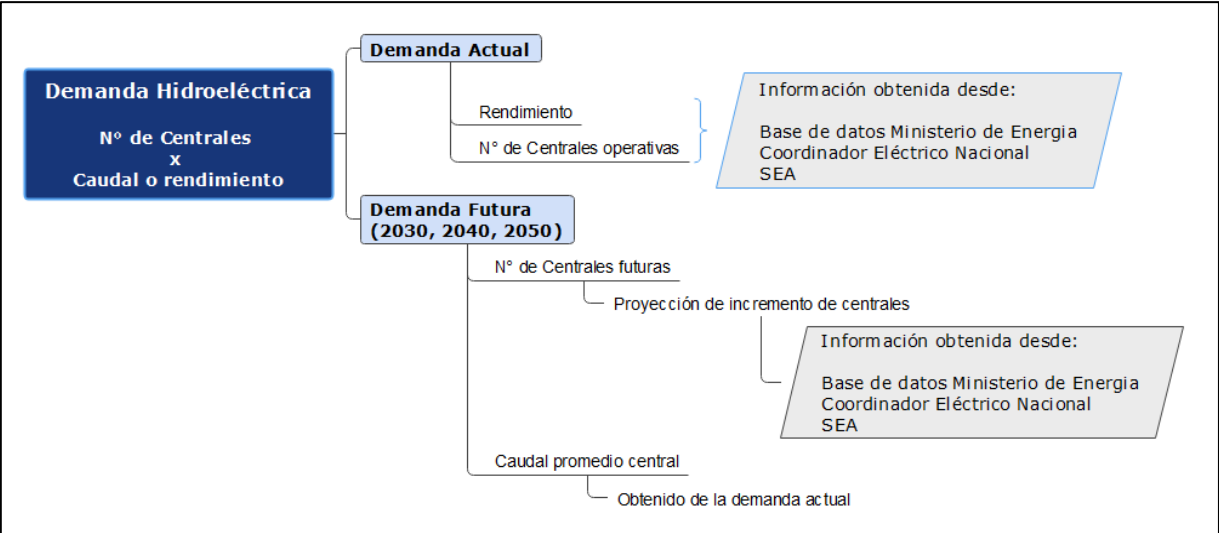 Demanda Hidroeléctrica
N° de Centrales
x
Caudal o rendimiento
Demanda Actual
Rendimiento
N° de Centrales operativas
Información obtenida desde:
Base de datos Ministerio de Energia
Coordinador Eléctrico Nacional
SEA
Demanda Futura
(2030, 2040, 2050)
N° de Centrales futuras
Proyección de incremento de centrales
Información obtenida desde:
Base de datos Ministerio de Energia
Coordinador Eléctrico Nacional
SEA
Caudal promedio central
Obtenido de la demanda actual